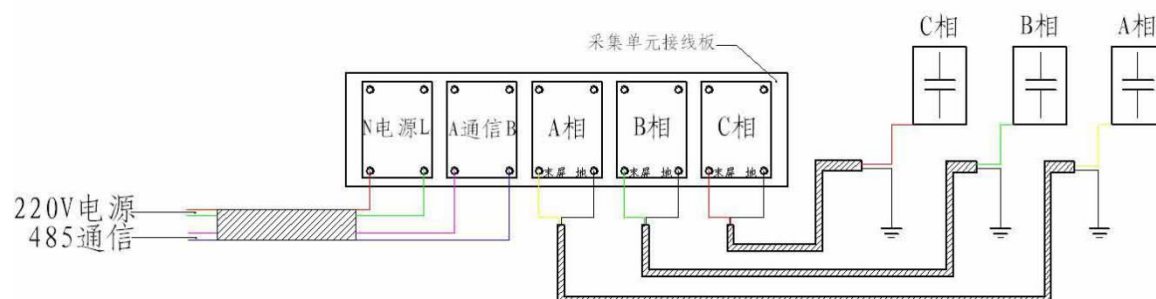 C相 B相 A相
采集单元接线板
N电源L A通信B A相 B相 C相
末屏 地 末屏 地 末屏 地
220V电源
485通信